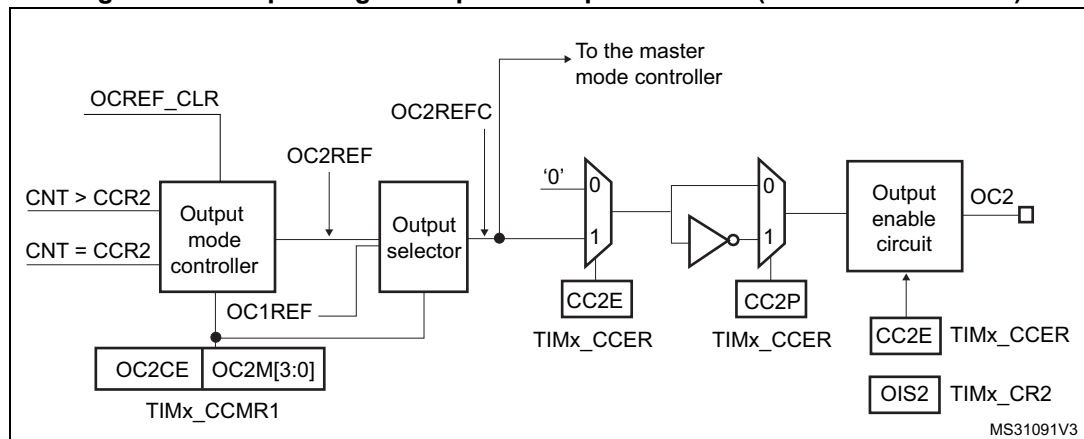 To the master
mode controller
OCREF_CLR
OC2REFC
OC2REF
‘0’
0
0
CNT > CCR2
Output
mode
controller
Output
selector
Output
enable
circuit
OC2
CNT = CCR2
1
1
OC1REF
CC2E
CC2P
TIMx_CCER
TIMx_CCER
CC2E
TIMx_CCER
OC2CE
OC2M[3:0]
TIMx_CCMR1
OIS2
TIMx_CR2
MS31091V3